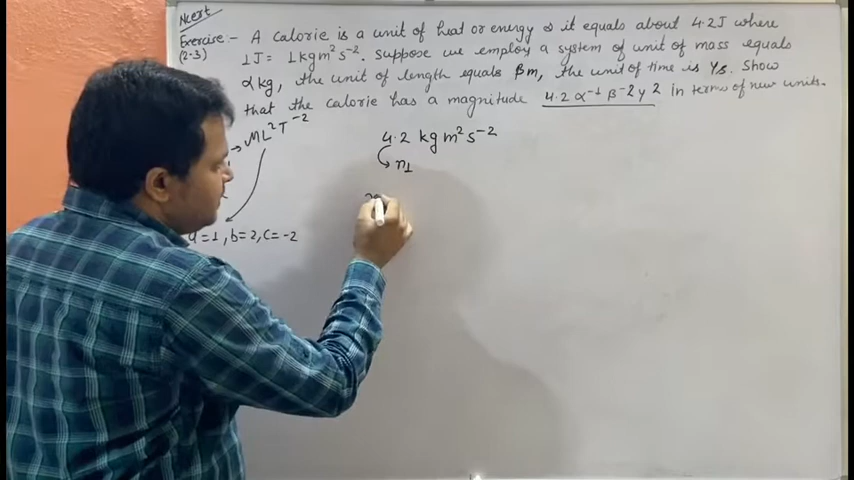 Ncert
Exercise:- A calorie is a unit of heat or energy & it equals about 4.2J where
(2.3) 1J = 1kgm²s⁻². Suppose we employ a system of unit of mass equals
α kg, the unit of length equals βm, the unit of time is γs. Show
that the calorie has a magnitude 4.2 α⁻¹ β⁻² γ² in terms of new units.
→ ML²T⁻²
4.2 kg m² s⁻²
n₁
a=1, b=2, c=-2